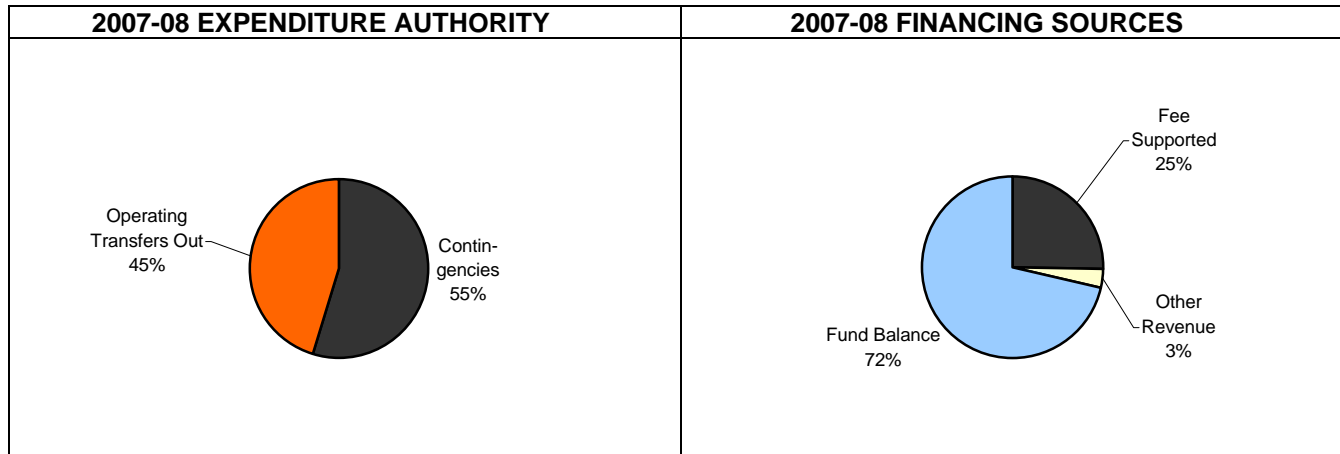 2007-08 EXPENDITURE AUTHORITY
2007-08 FINANCING SOURCES
Operating
Transfers Out
45%
Contin-
gencies
55%
Fee
Supported
25%
Other
Revenue
3%
Fund Balance
72%